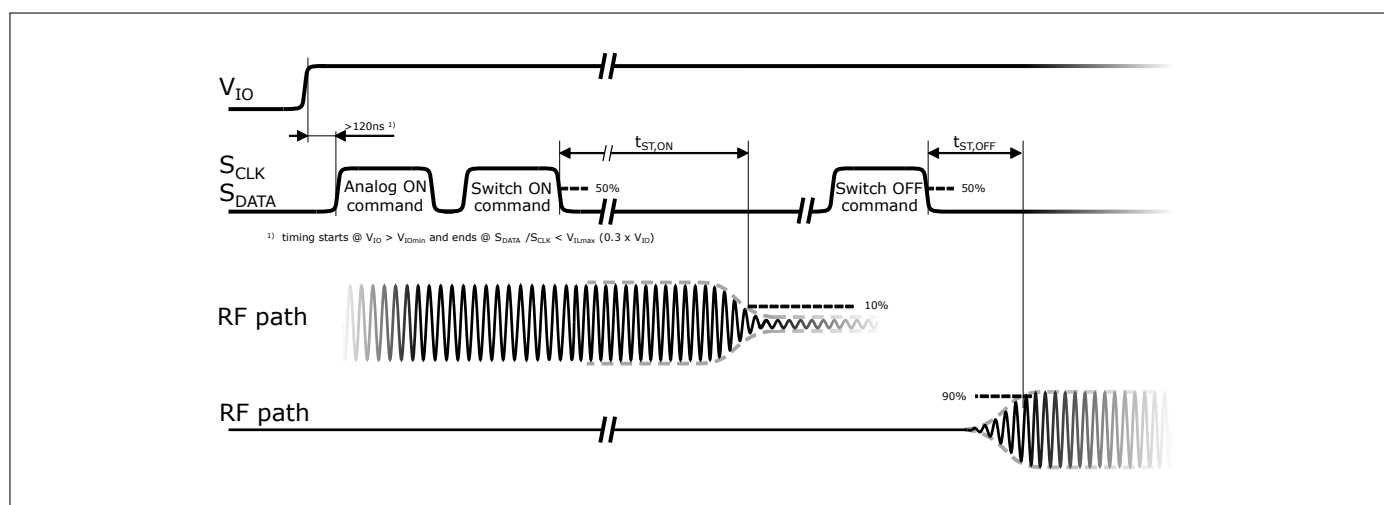 V_IO
>120ns 1)
t_ST,ON
t_ST,OFF
S_CLK
S_DATA
Analog ON
command
Switch ON
command
50%
Switch OFF
command
50%
1) timing starts @ V_IO > V_IOmin and ends @ S_DATA /S_CLK < V_ILmax (0.3 x V_IO)
RF path
10%
RF path
90%